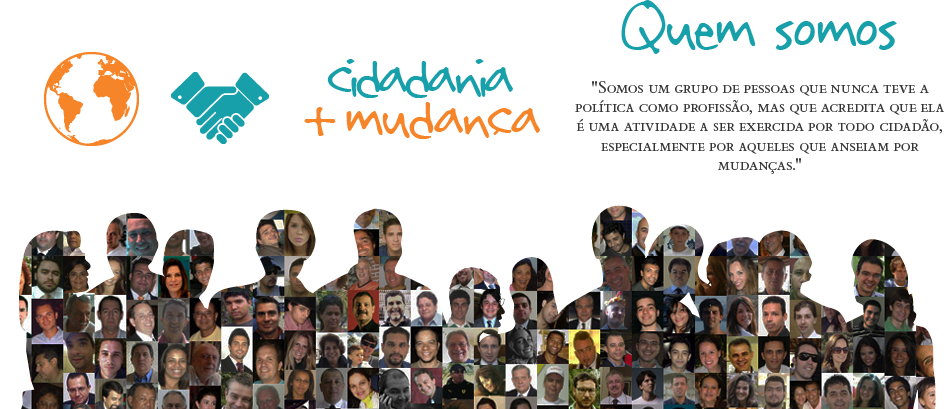 Quem somos
cidadania
+ mudança
"Somos um grupo de pessoas que nunca teve a
política como profissão, mas que acredita que ela
é uma atividade a ser exercida por todo cidadão,
especialmente por aqueles que anseiam por
mudanças."